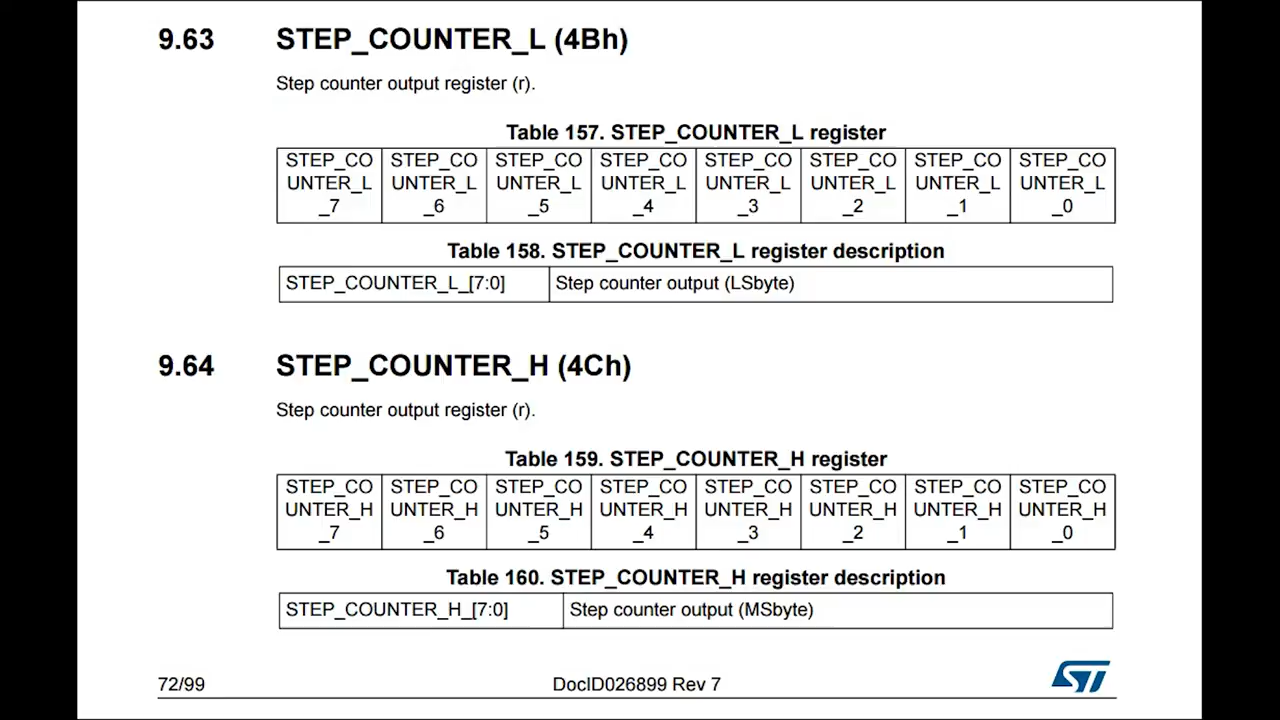 9.63 STEP_COUNTER_L (4Bh)
Step counter output register (r).
Table 157. STEP_COUNTER_L register
STEP_CO STEP_CO STEP_CO STEP_CO STEP_CO STEP_CO STEP_CO STEP_CO
UNTER_L UNTER_L UNTER_L UNTER_L UNTER_L UNTER_L UNTER_L UNTER_L
_7 _6 _5 _4 _3 _2 _1 _0
Table 158. STEP_COUNTER_L register description
STEP_COUNTER_L_[7:0] Step counter output (LSbyte)
9.64 STEP_COUNTER_H (4Ch)
Step counter output register (r).
Table 159. STEP_COUNTER_H register
STEP_CO STEP_CO STEP_CO STEP_CO STEP_CO STEP_CO STEP_CO STEP_CO
UNTER_H UNTER_H UNTER_H UNTER_H UNTER_H UNTER_H UNTER_H UNTER_H
_7 _6 _5 _4 _3 _2 _1 _0
Table 160. STEP_COUNTER_H register description
STEP_COUNTER_H_[7:0] Step counter output (MSbyte)
72/99 DocID026899 Rev 7 ST